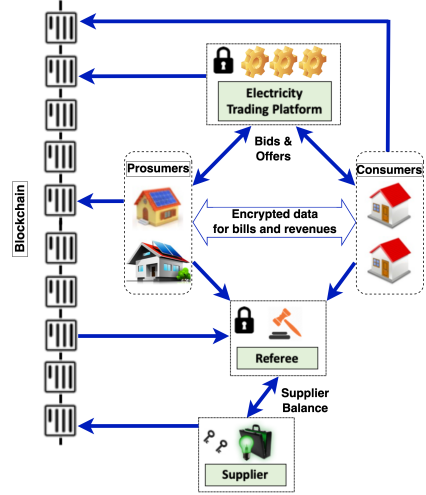 Electricity
Trading Platform
Bids &
Offers
Prosumers
Consumers
Blockchain
Encrypted data
for bills and revenues
Referee
Supplier
Balance
Supplier